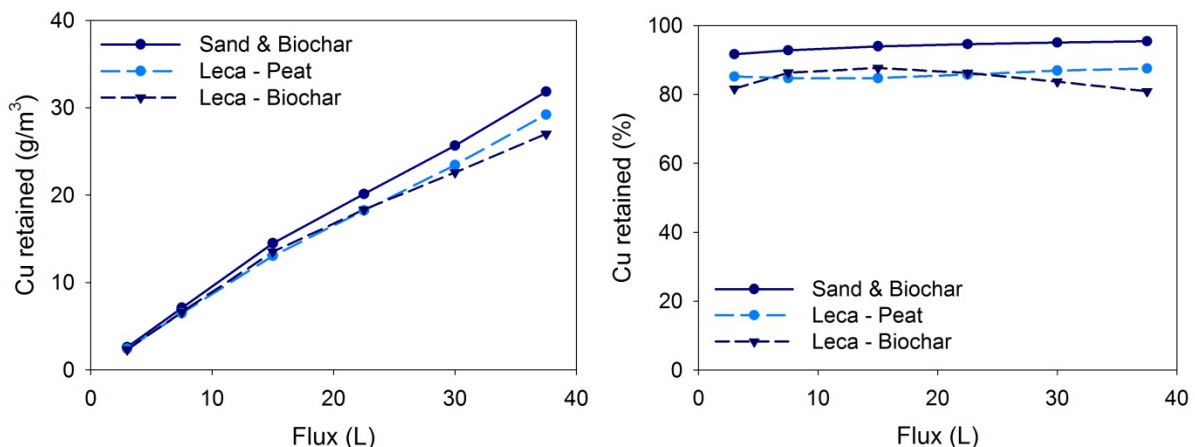 40
30
20
10
0
Cu retained (g/m³)
Sand & Biochar
Leca - Peat
Leca - Biochar
0 10 20 30 40
Flux (L)
100
80
60
40
20
0
Cu retained (%)
Sand & Biochar
Leca - Peat
Leca - Biochar
0 10 20 30 40
Flux (L)